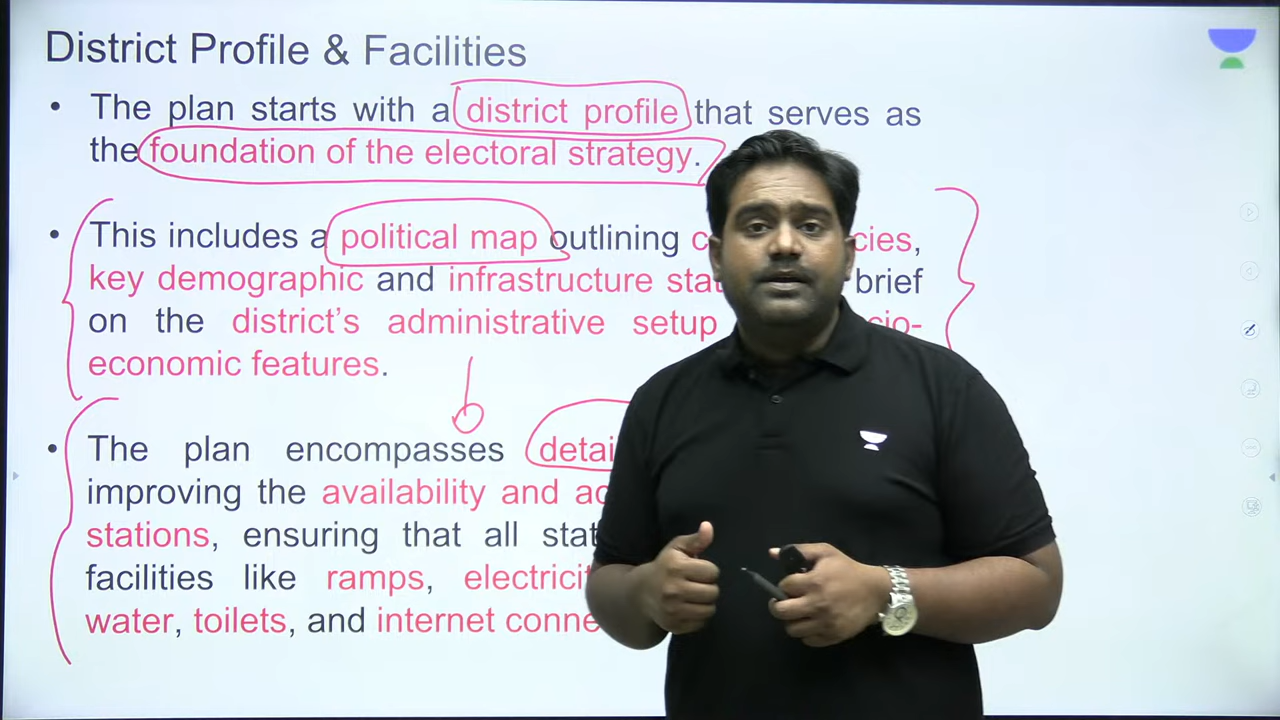 District Profile & Facilities
• The plan starts with a district profile that serves as
the foundation of the electoral strategy.
• This includes a political map outlining
key demographic and infrastructure brief
on the district's administrative setup
economic features.
• The plan encompasses
improving the availability and
stations, ensuring that all
facilities like ramps,
water, toilets, and internet